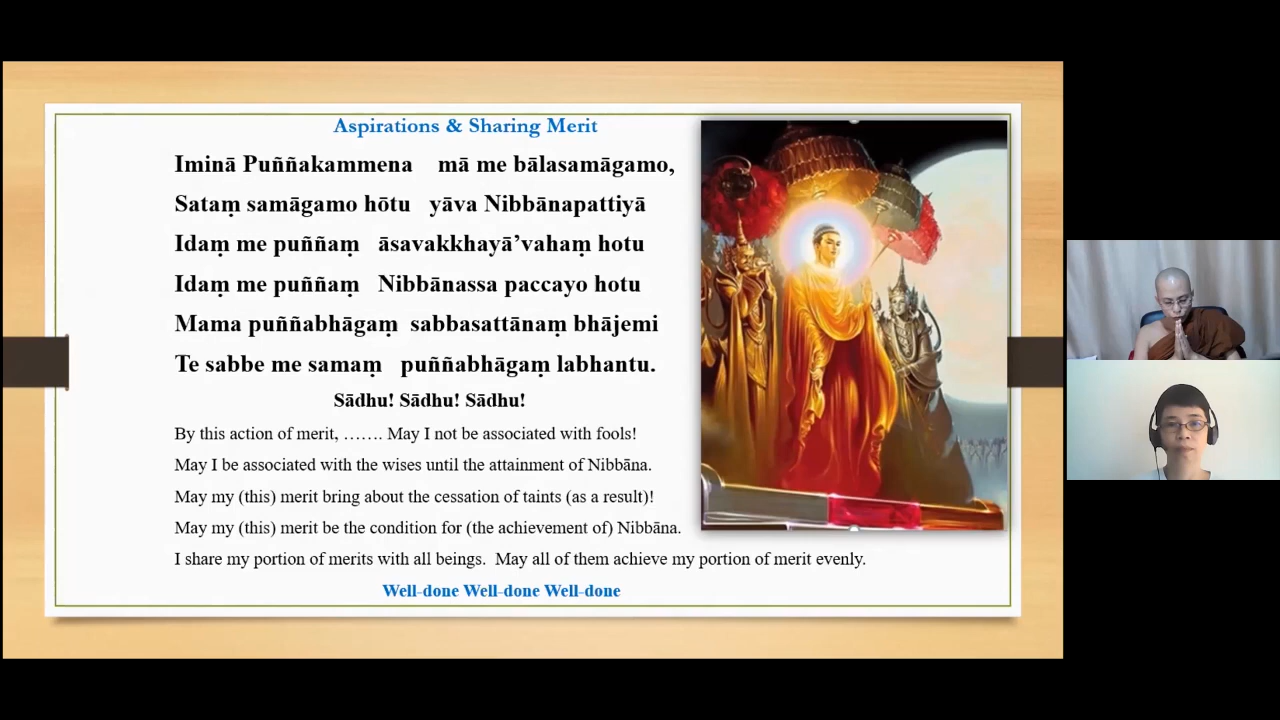 Aspirations & Sharing Merit
Iminā Puññakammena mā me bālasamāgamo,
Sataṃ samāgamo hōtu yāva Nibbānapattiyā
Idaṃ me puññaṃ āsavakkhayā’vahaṃ hotu
Idaṃ me puññaṃ Nibbānassa paccayo hotu
Mama puññabhāgaṃ sabbasattānaṃ bhājemi
Te sabbe me samaṃ puññabhāgaṃ labhantu.
Sādhu! Sādhu! Sādhu!
By this action of merit, ……. May I not be associated with fools!
May I be associated with the wises until the attainment of Nibbāna.
May my (this) merit bring about the cessation of taints (as a result)!
May my (this) merit be the condition for (the achievement of) Nibbāna.
I share my portion of merits with all beings. May all of them achieve my portion of merit evenly.
Well-done Well-done Well-done